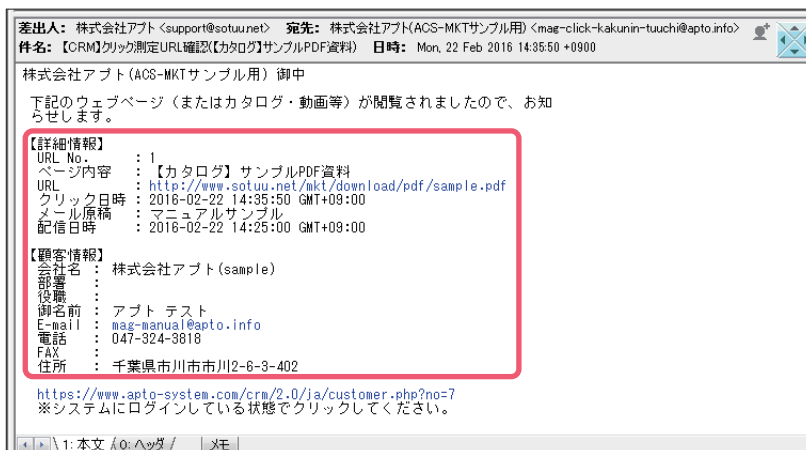 差出人: 株式会社アプト <support@sotuu.net> 宛先: 株式会社アプト(ACS-MKTサンプル用) <mag-click-kakunin-tuuchi@apto.info>
件名: 【CRM】クリック測定URL確認(【カタログ】サンプルPDF資料) 日時: Mon, 22 Feb 2016 14:35:50 +0900
株式会社アプト(ACS-MKTサンプル用) 御中
下記のウェブページ（またはカタログ・動画等）が閲覧されましたので、お知
らせします。
【詳細情報】
URL No. : 1
ページ内容 : 【カタログ】サンプルPDF資料
URL : http://www.sotuu.net/mkt/download/pdf/sample.pdf
クリック日時 : 2016-02-22 14:35:50 GMT+09:00
メール原稿 : マニュアルサンプル
配信日時 : 2016-02-22 14:25:00 GMT+09:00
【顧客情報】
会社名 : 株式会社アプト(sample)
部署 :
役職 :
御名前 : アプト テスト
E-mail : mag-manual@apto.info
電話 : 047-324-3818
FAX :
住所 : 千葉県市川市市川2-6-3-402
https://www.apto-system.com/crm/2.0/ja/customer.php?no=7
※システムにログインしている状態でクリックしてください。
1: 本文 / 0: ヘッダ / メモ